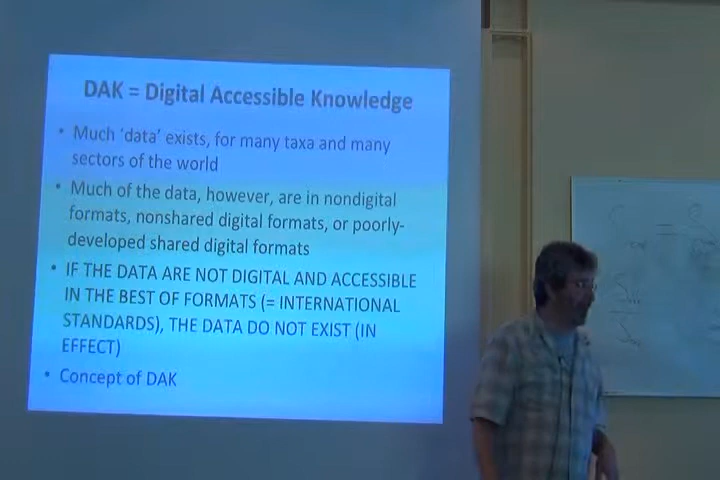 DAK = Digital Accessible Knowledge
• Much 'data' exists, for many taxa and many
sectors of the world
• Much of the data, however, are in nondigital
formats, nonshared digital formats, or poorly-
developed shared digital formats
• IF THE DATA ARE NOT DIGITAL AND ACCESSIBLE
IN THE BEST OF FORMATS (= INTERNATIONAL
STANDARDS), THE DATA DO NOT EXIST (IN
EFFECT)
• Concept of DAK